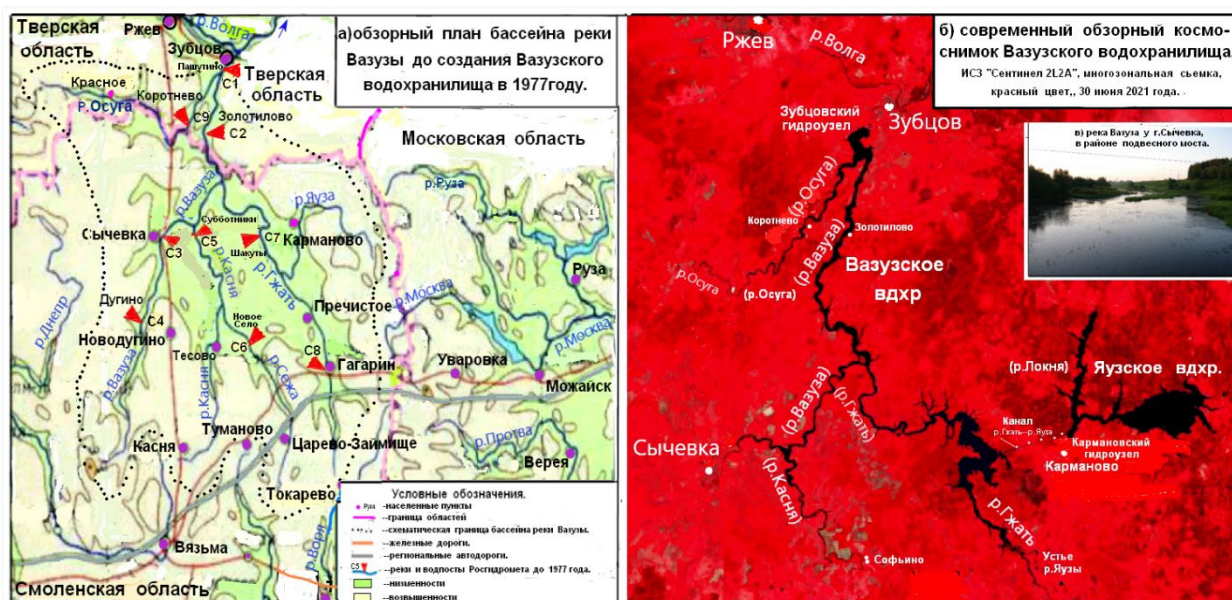 Тверская
область
Ржев
р.Волга
Зубцов
Пашутино
С1
Тверская
область
а)обзорный план бассейна реки
Вазузы до создания Вазузского
водохранилища в 1977году.
Красное
р.Осуга
Коротнево
С9
Золотилово
С2
Московская область
р.Руза
р.Вазуза
р.Яуза
Субботники
С5
Сычевка
С3
Шакуты
С7
Карманово
р.Касня
р.Гжать
Руза
р.Москва
Пречистое
р.Днепр
Дугино
С4
Новодугино
Новое
Село
С6
р.Москва
Тесово
С8
Гагарин
Уваровка
Можайск
р.Вазуза
р.Касня
р.Сежа
Касня
Туманово
Царево-Займище
р.Протва
Верея
Токарево
р.Вори
Вязьма
Смоленская область
Условные обозначения.
Руза -населенные пункты
--граница областей
--схематическая граница бассейна реки Вазузы.
--железные дороги.
--региональные автодороги.
С5 --реки и водпосты Росгидромета до 1977 года.
--низменности
--возвышенности
б) современный обзорный космо-
снимок Вазузского водохранилища
ИСЗ "Сентинел 2L2A", многозональная сьемка,
красный цвет,, 30 июня 2021 года.
Ржев
р.Волга
Зубцовский
гидроузел
Зубцов
в) река Вазуза у г.Сычевка,
в районе подвесного моста.
(р.Осуга)
Коротнево
Золотилово
(р.Вазуза)
р.Осуга
(р.Осуга)
Вазузское
вдхр
(р.Локня)
Яузское вдхр.
(р.Вазуза)
(р.Гжать)
Канал
р.Гжать--р.Яуза
Кармановский
гидроузел
Карманово
Сычевка
(р.Касня)
р.Гжать
Софьино
Устье
р.Яузы